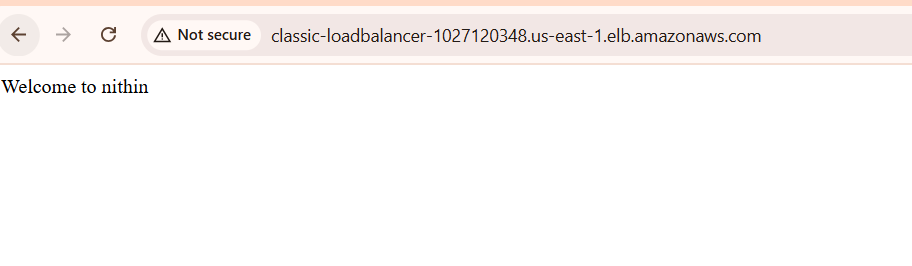 Not secure classic-loadbalancer-1027120348.us-east-1.elb.amazonaws.com
Welcome to nithin